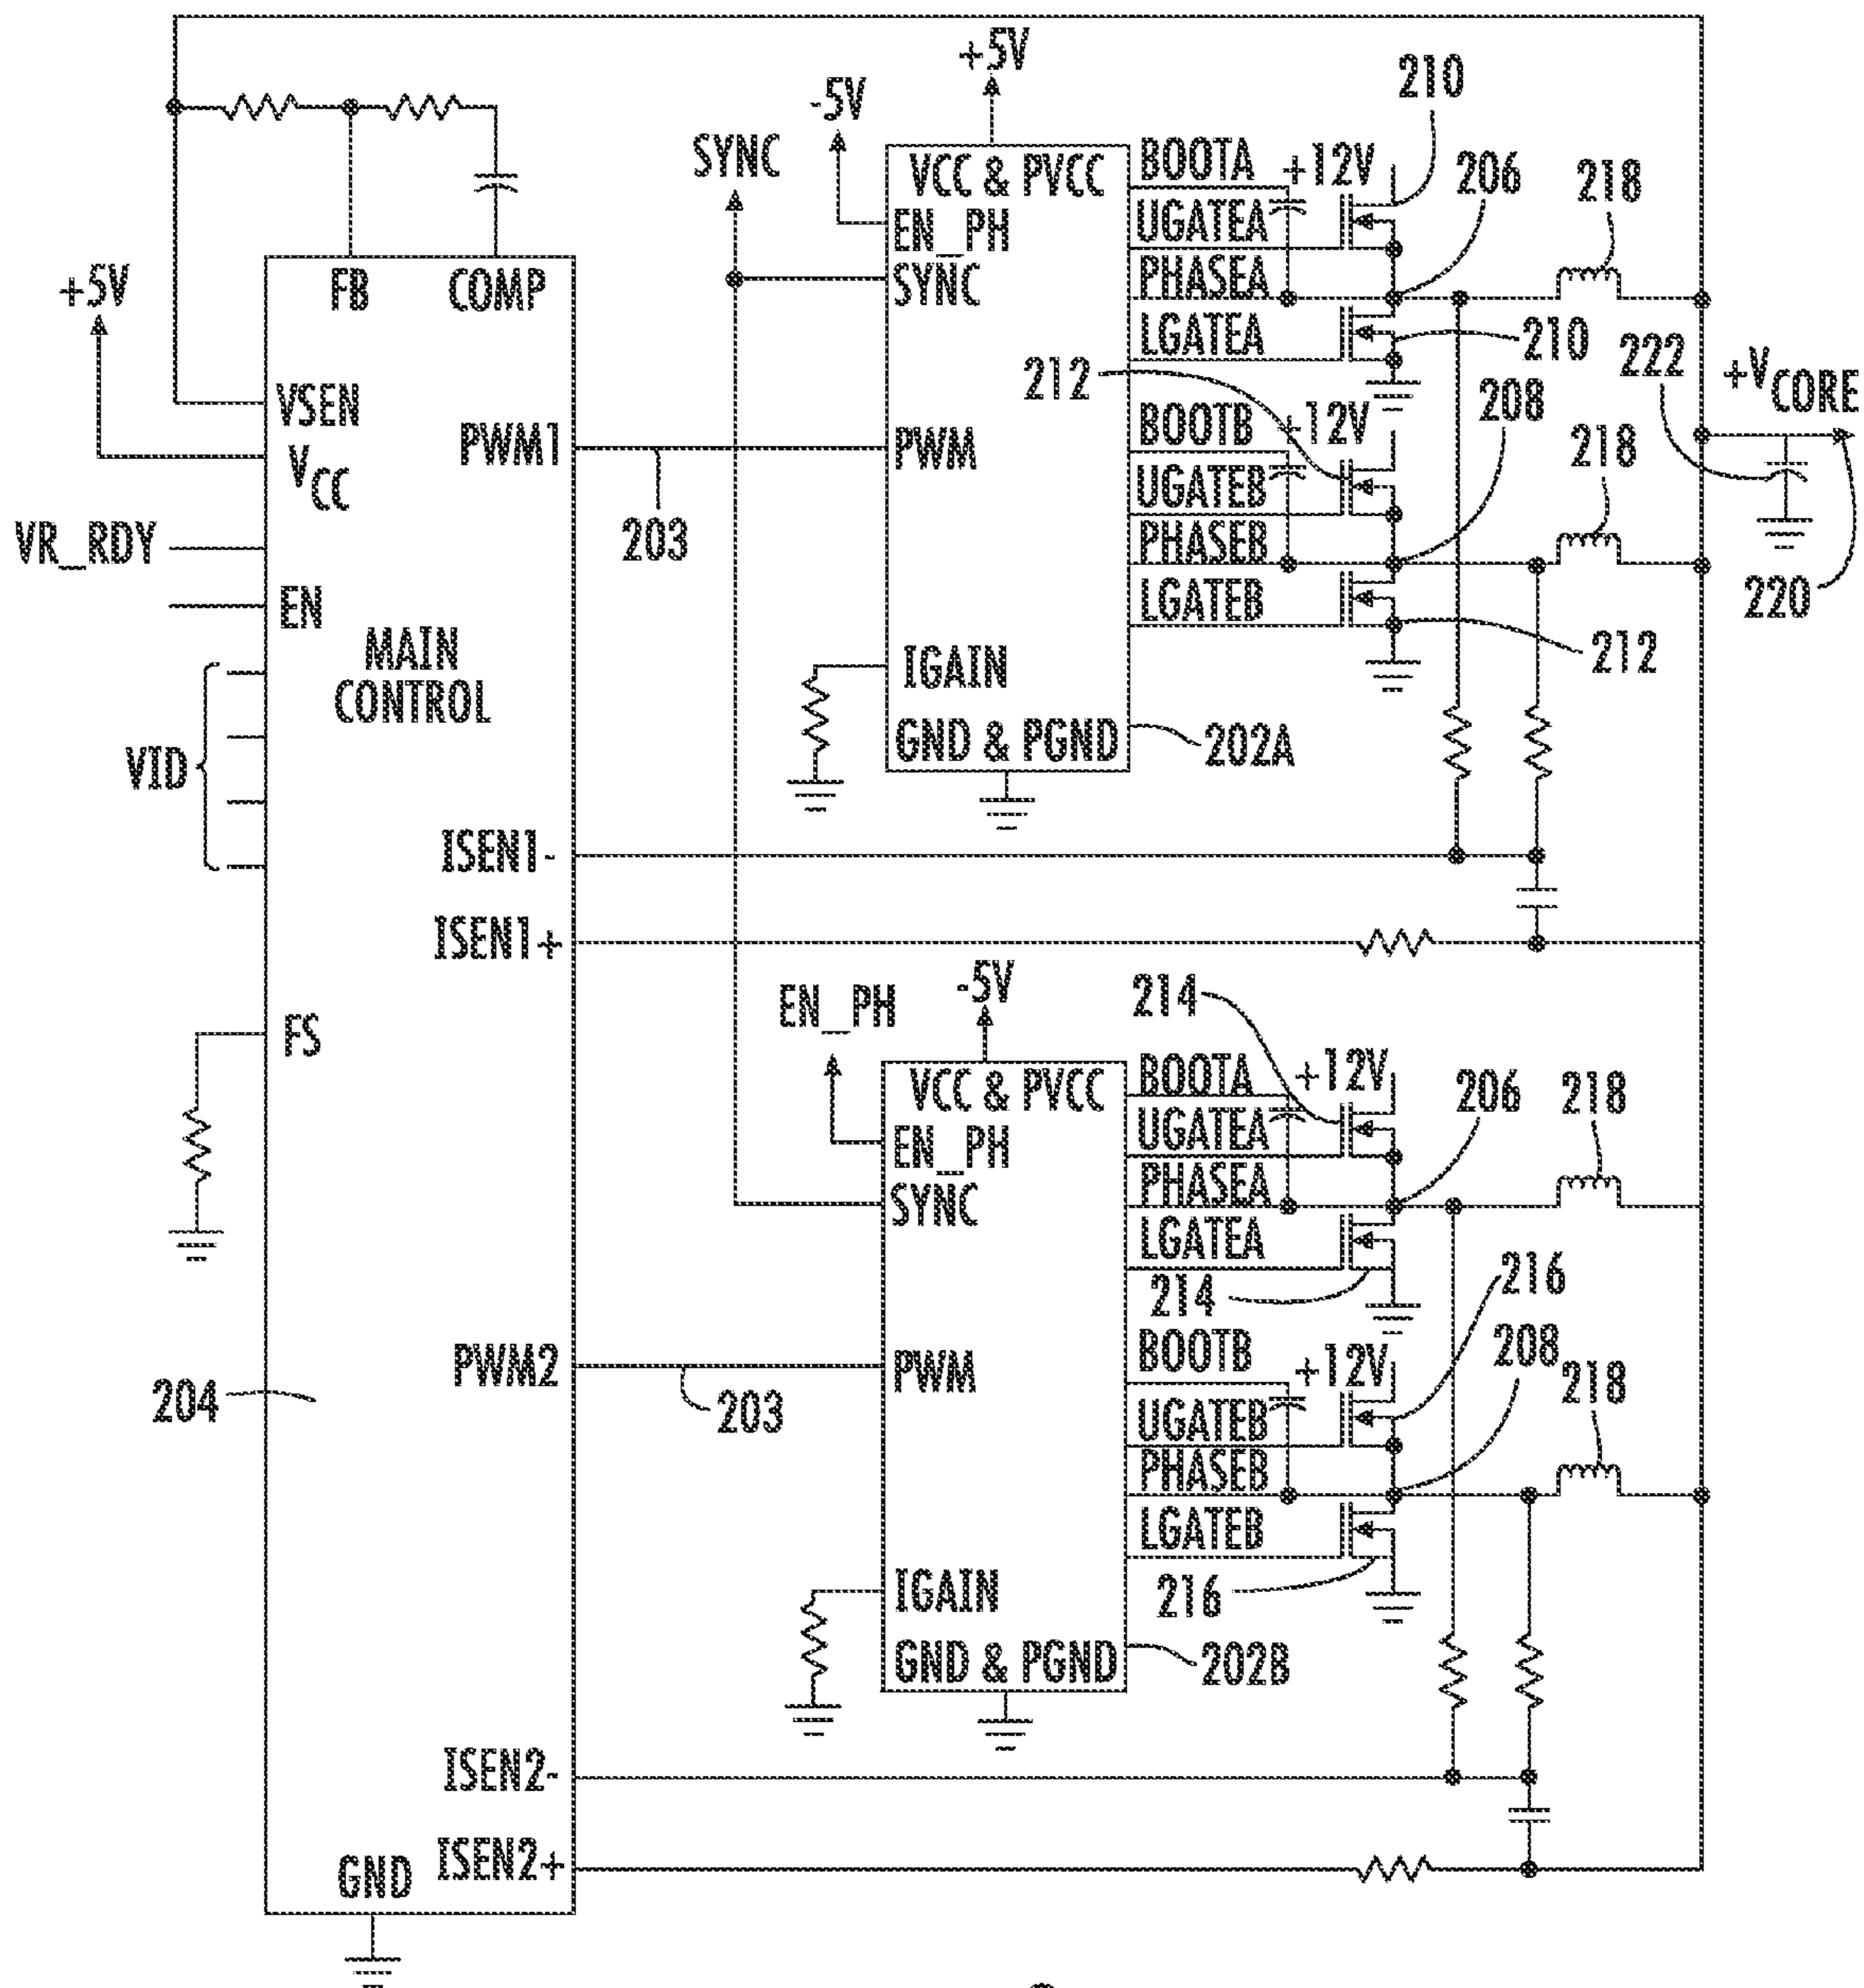 +5V
-5V
210
SYNC
VCC & PVCC
BOOTA
+12V
206
218
EN_PH
UGATEA
SYNC
PHASEA
LGATEA
210
222
+VCORE
+5V
FB
COMP
212
208
VSEN
VCC
PWM1
PWM
BOOTB
+12V
218
UGATEB
203
VR_RDY
PHASEB
220
EN
LGATEB
MAIN
CONTROL
212
IGAIN
VID
GND & PGND
202A
ISEN1-
ISEN1+
-5V
214
EN_PH
FS
VCC & PVCC
BOOTA
+12V
206
218
UGATEA
EN_PH
PHASEA
SYNC
LGATEA
216
214
PWM2
PWM
BOOTB
+12V
208
218
204
203
UGATEB
PHASEB
LGATEB
IGAIN
216
GND & PGND
202B
ISEN2-
ISEN2+
GND